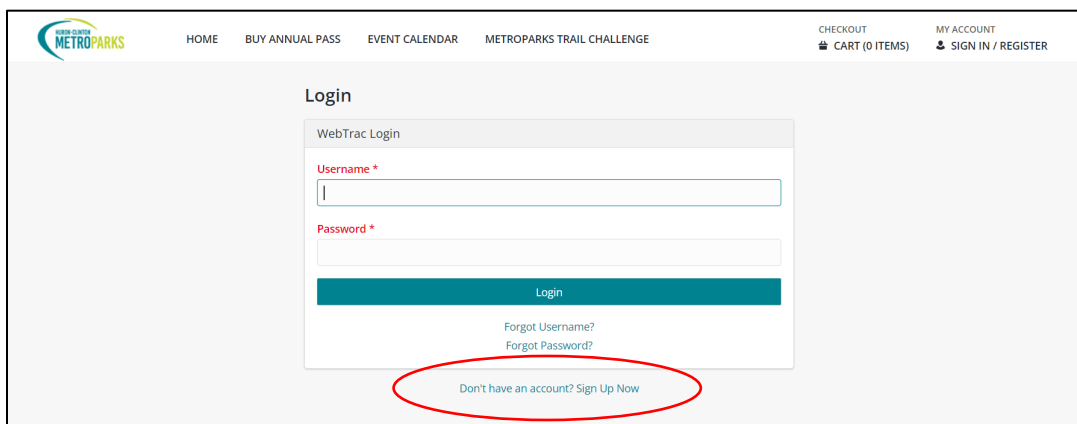 HURON-CLINTON
METROPARKS
HOME BUY ANNUAL PASS EVENT CALENDAR METROPARKS TRAIL CHALLENGE
CHECKOUT
CART (0 ITEMS)
MY ACCOUNT
SIGN IN / REGISTER
Login
WebTrac Login
Username *
Password *
Login
Forgot Username?
Forgot Password?
Don't have an account? Sign Up Now